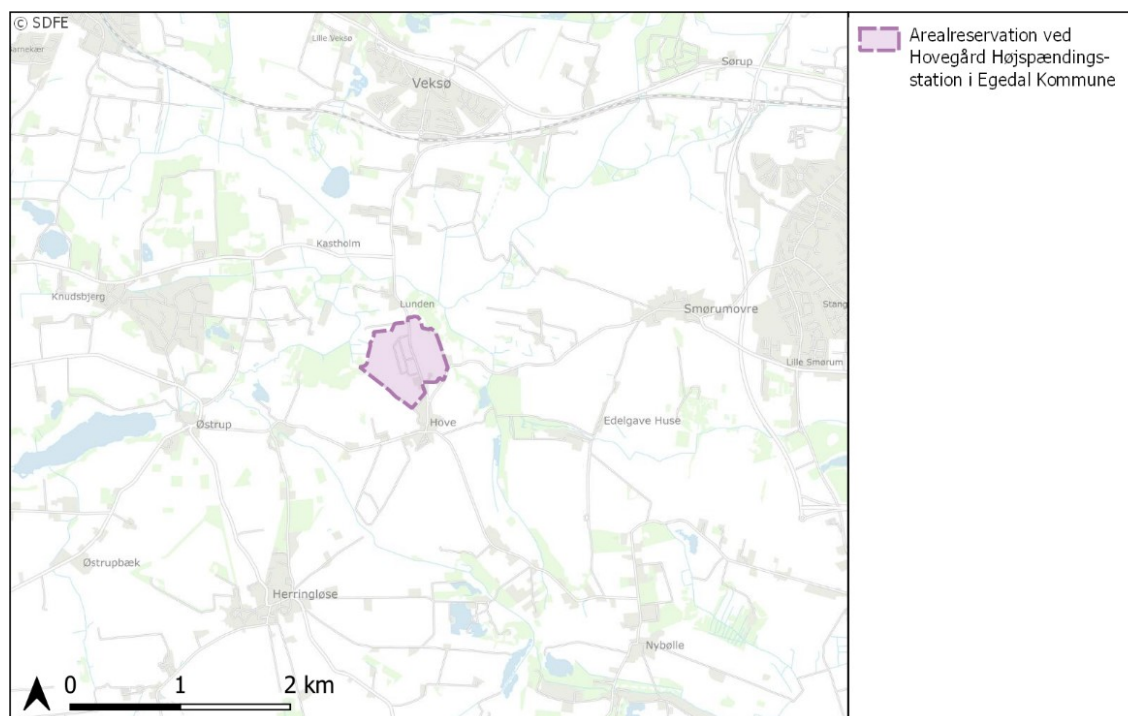 © SDFE
Lille Veksø
Sørup
Veksø
Kastholm
Knudsbjerg
Lunden
Smørumovre
Stang
Lille Smørum
Østrup
Hove
Edelgave Huse
Østrupbæk
Herringløse
Nybølle
0 1 2 km
Arealreservation ved
Hovegård Højspændings-
station i Egedal Kommune